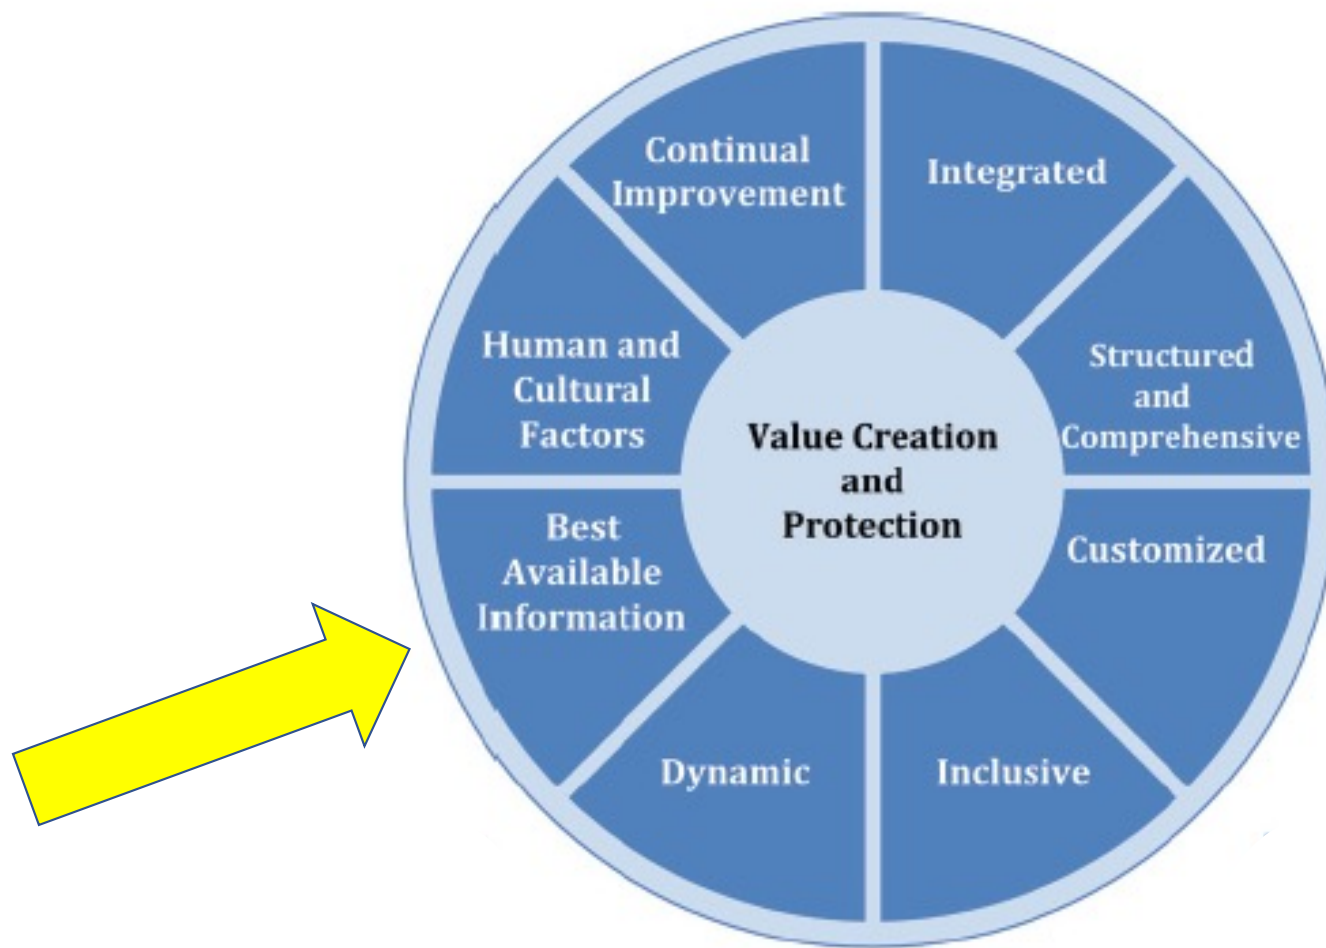 Continual
Improvement
Integrated
Human and
Cultural
Factors
Structured
and
Comprehensive
Value Creation
and
Protection
Best
Available
Information
Customized
Dynamic
Inclusive